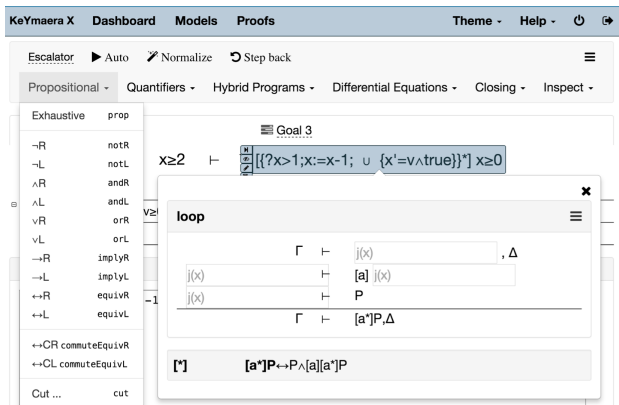 KeYmaera X Dashboard Models Proofs Theme Help
Escalator Auto Normalize Step back
Propositional Quantifiers Hybrid Programs Differential Equations Closing Inspect
Exhaustive prop
Goal 3
¬R notR
¬L notL
x≥2 ⊢ [{?x>1;x:=x-1; ∪ {x'=v∧true}}*] x≥0
∧R andR
∧L andL
∨R orR
v≥
loop
∨L orL
→R implyR
Γ ⊢ j(x) , Δ
→L implyL
j(x) ⊢ [a] j(x)
↔R equivR
-1
j(x) ⊢ P
↔L equivL
Γ ⊢ [a*]P,Δ
↔CR commuteEquivR
↔CL commuteEquivL
[*] [a*]P↔P∧[a][a*]P
Cut ... cut